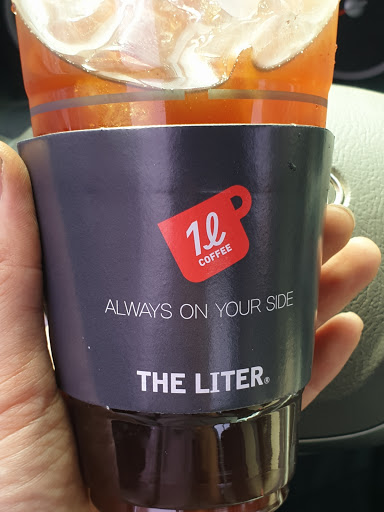 1ℓ
COFFEE
ALWAYS ON YOUR SIDE
THE LITER®